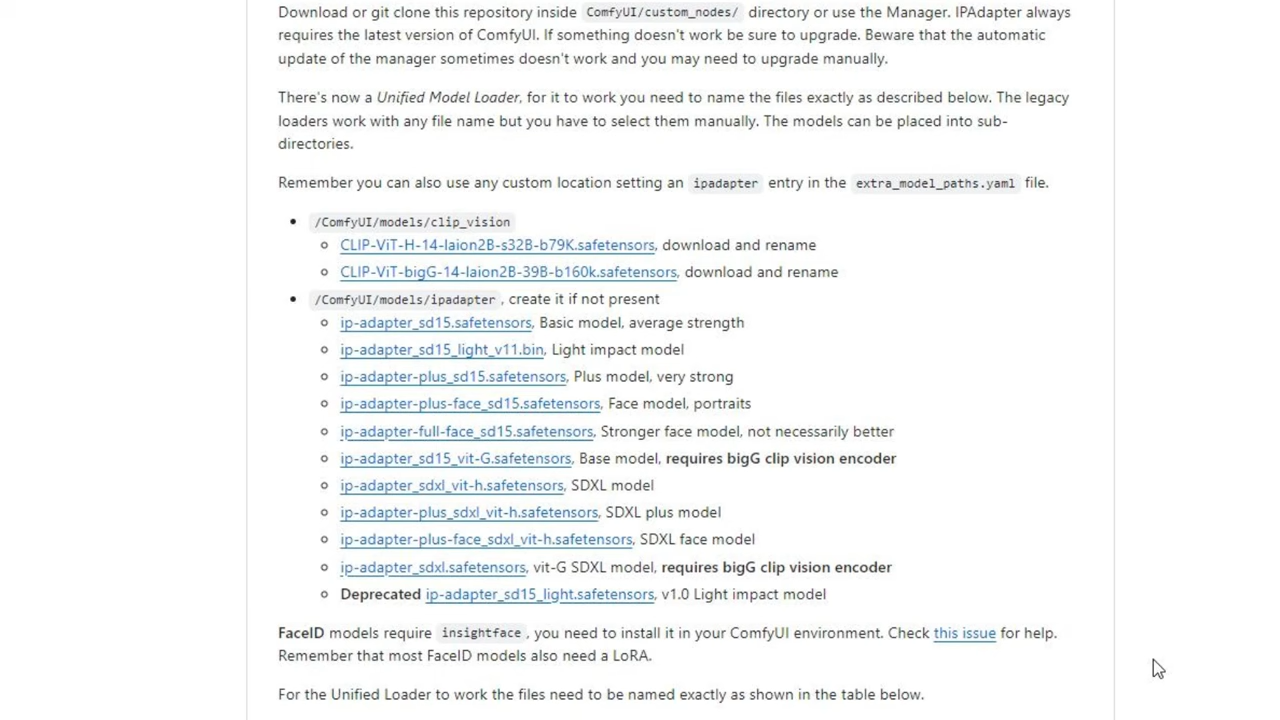 Download or git clone this repository inside ComfyUI/custom_nodes/ directory or use the Manager. IPAdapter always
requires the latest version of ComfyUI. If something doesn't work be sure to upgrade. Beware that the automatic
update of the manager sometimes doesn't work and you may need to upgrade manually.
There's now a Unified Model Loader, for it to work you need to name the files exactly as described below. The legacy
loaders work with any file name but you have to select them manually. The models can be placed into sub-
directories.
Remember you can also use any custom location setting an ipadapter entry in the extra_model_paths.yaml file.
/ComfyUI/models/clip_vision
CLIP-ViT-H-14-laion2B-s32B-b79K.safetensors, download and rename
CLIP-ViT-bigG-14-laion2B-39B-b160k.safetensors, download and rename
/ComfyUI/models/ipadapter, create it if not present
ip-adapter_sd15.safetensors, Basic model, average strength
ip-adapter_sd15_light_v11.bin, Light impact model
ip-adapter-plus_sd15.safetensors, Plus model, very strong
ip-adapter-plus-face_sd15.safetensors, Face model, portraits
ip-adapter-full-face_sd15.safetensors, Stronger face model, not necessarily better
ip-adapter_sd15_vit-G.safetensors, Base model, requires bigG clip vision encoder
ip-adapter_sdxl_vit-h.safetensors, SDXL model
ip-adapter-plus_sdxl_vit-h.safetensors, SDXL plus model
ip-adapter-plus-face_sdxl_vit-h.safetensors, SDXL face model
ip-adapter_sdxl.safetensors, vit-G SDXL model, requires bigG clip vision encoder
Deprecated ip-adapter_sd15_light.safetensors, v1.0 Light impact model
FaceID models require insightface, you need to install it in your ComfyUI environment. Check this issue for help.
Remember that most FaceID models also need a LoRA.
For the Unified Loader to work the files need to be named exactly as shown in the table below.